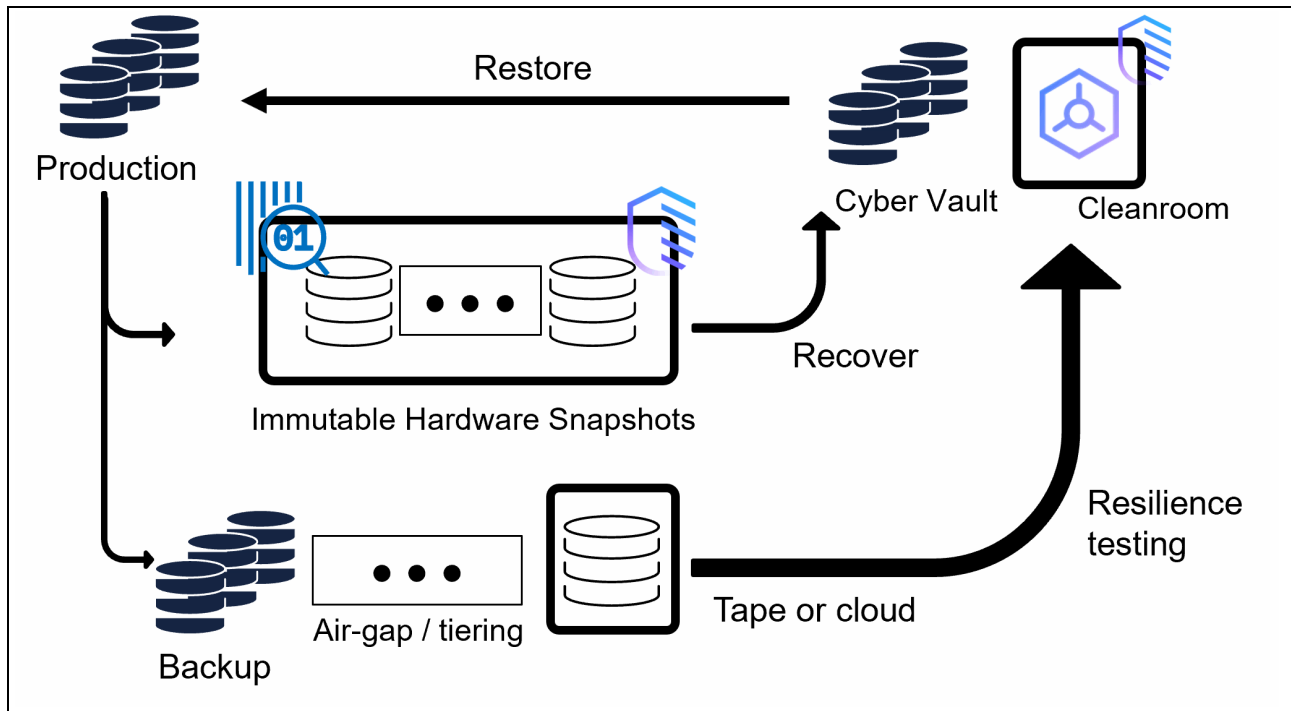 Restore
Production
Cyber Vault
Cleanroom
01
Recover
Immutable Hardware Snapshots
Resilience
testing
Tape or cloud
Air-gap / tiering
Backup